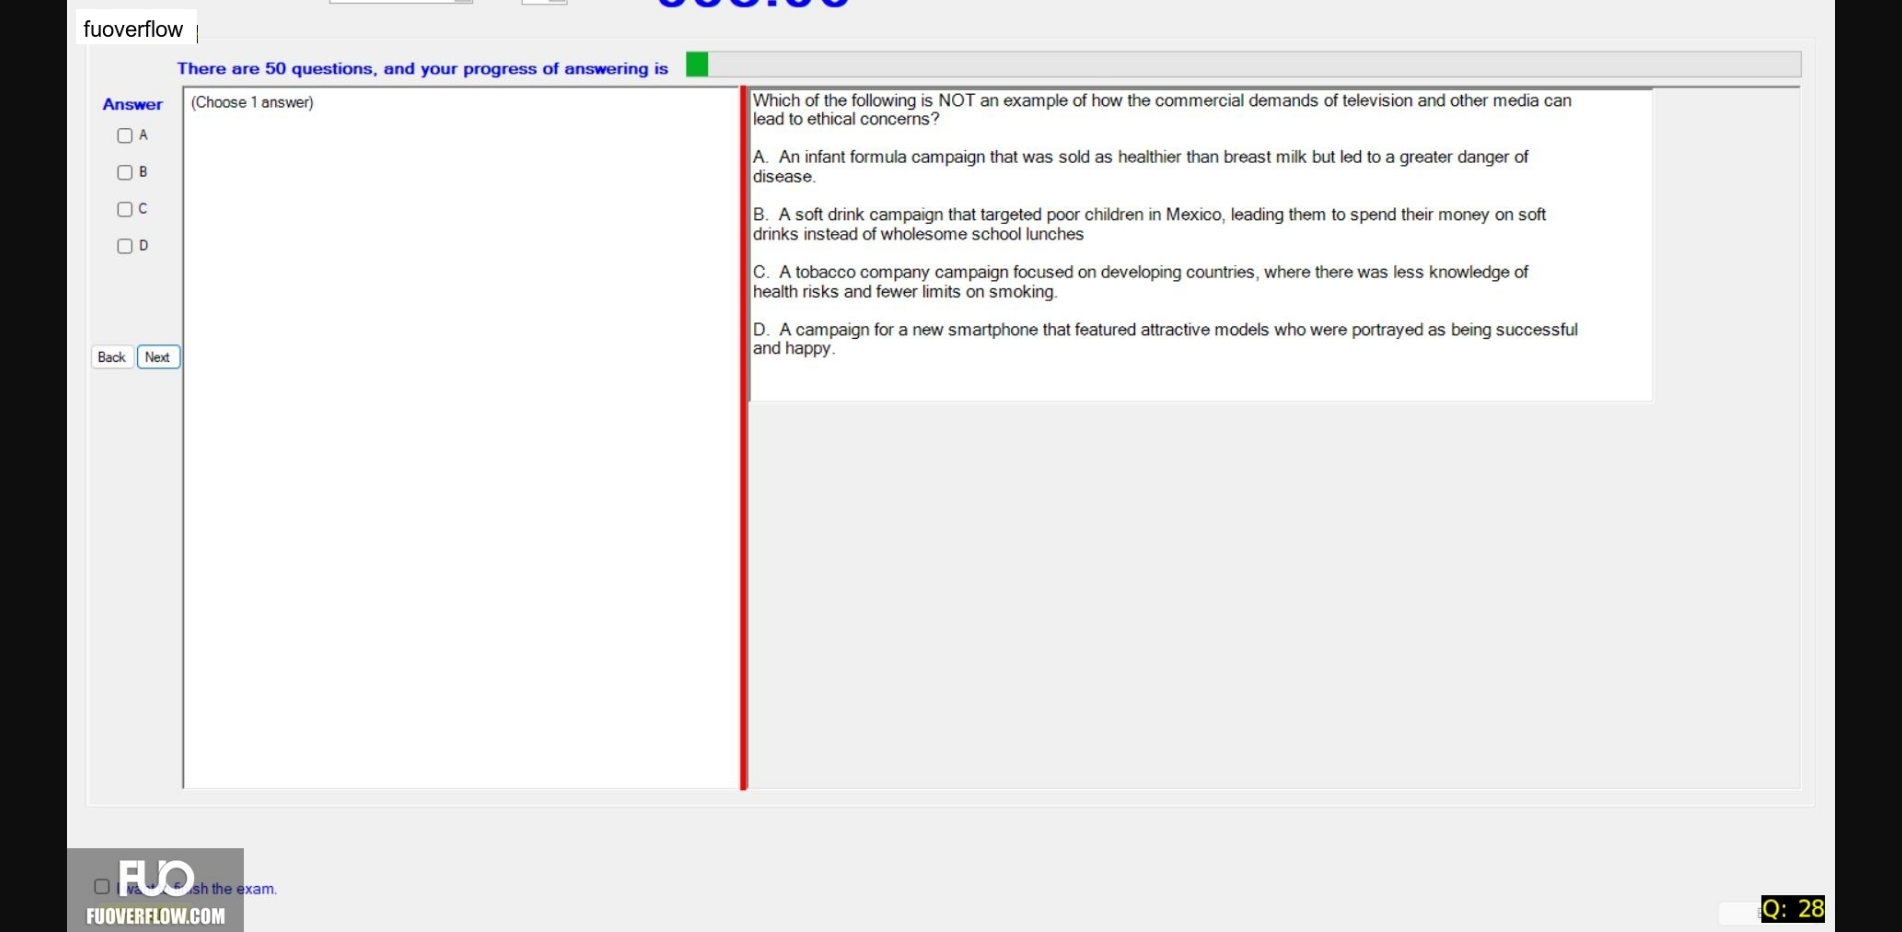 fuoverflow
There are 50 questions, and your progress of answering is
Answer
(Choose 1 answer)
A
B
C
D
Back
Next
Which of the following is NOT an example of how the commercial demands of television and other media can
lead to ethical concerns?
A. An infant formula campaign that was sold as healthier than breast milk but led to a greater danger of
disease.
B. A soft drink campaign that targeted poor children in Mexico, leading them to spend their money on soft
drinks instead of wholesome school lunches
C. A tobacco company campaign focused on developing countries, where there was less knowledge of
health risks and fewer limits on smoking.
D. A campaign for a new smartphone that featured attractive models who were portrayed as being successful
and happy.
FUO
the exam.
FUOVERFLOW.COM
Q: 28